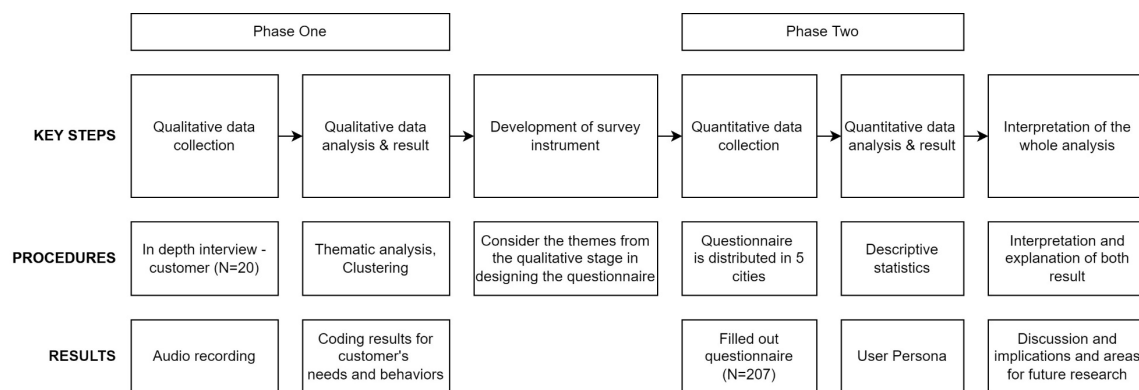 Phase One
Phase Two
KEY STEPS
Qualitative data
collection
Qualitative data
analysis & result
Development of survey
instrument
Quantitative data
collection
Quantitative data
analysis & result
Interpretation of the
whole analysis
PROCEDURES
In depth interview -
customer (N=20)
Thematic analysis,
Clustering
Consider the themes from
the qualitative stage in
designing the questionnaire
Questionnaire
is distributed in 5
cities
Descriptive
statistics
Interpretation and
explanation of both
result
RESULTS
Audio recording
Coding results for
customer's
needs and behaviors
Filled out
questionnaire
(N=207)
User Persona
Discussion and
implications and areas
for future research